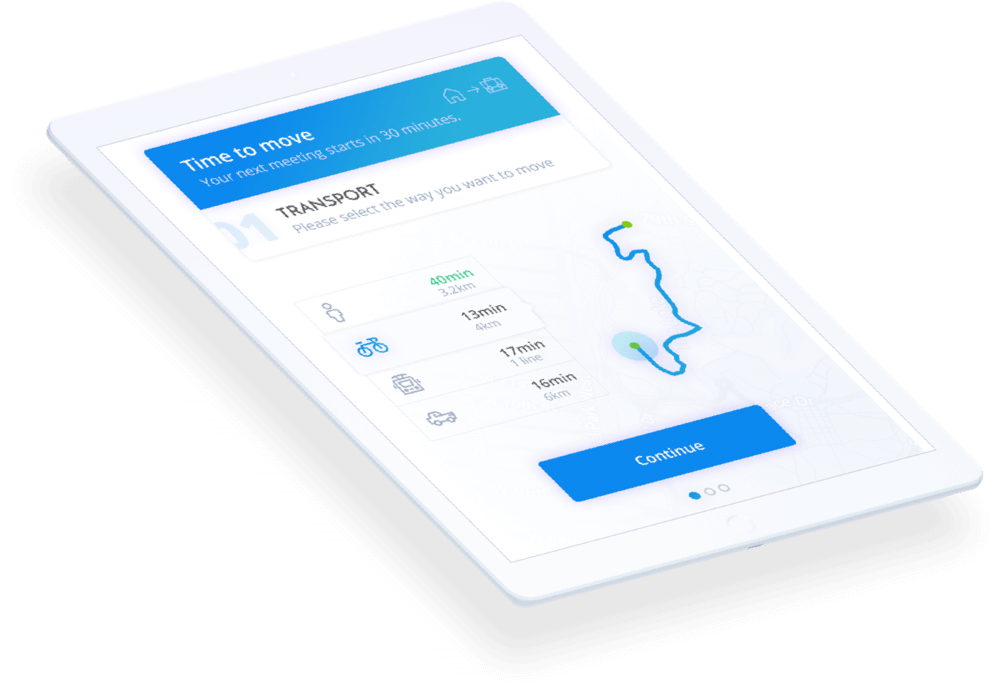 Time to move
Your next meeting starts in 30 minutes.
01
TRANSPORT
Please select the way you want to move
40min
3.2km
13min
4km
17min
1 line
16min
6km
Continue